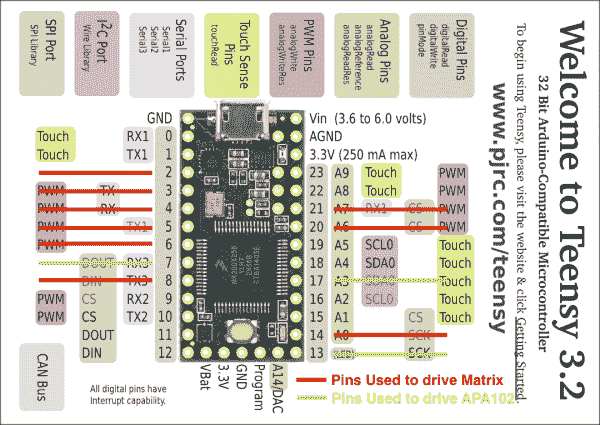 Welcome to Teensy 3.2
32 Bit Arduino-Compatible Microcontroller
To begin using Teensy, please visit the website & click Getting Started.
www.pjrc.com/teensy
Digital Pins
digitalRead
digitalWrite
pinMode
Analog Pins
analogRead
analogReference
analogReadRes
PWM Pins
analogWrite
analogWriteRes
Touch Sense
Pins
touchRead
Serial Ports
Serial1
Serial2
Serial3
I²C Port
Wire Library
SPI Port
SPI Library
GND
Touch RX1 0
Touch TX1 1
2
PWM TX 3
PWM RX 4
PWM TX1 5
PWM 6
DOUT RX3 7
DIN TX3 8
PWM CS RX2 9
PWM CS TX2 10
DOUT 11
DIN 12
Vin (3.6 to 6.0 volts)
AGND
3.3V (250 mA max)
23 A9 Touch PWM
22 A8 Touch PWM
21 A7 RX1 CS PWM
20 A6 CS PWM
19 A5 SCL0 Touch
18 A4 SDA0 Touch
17 A3 Touch
16 A2 SCL0 Touch
15 A1 CS Touch
14 A0 SCK
13 SCK
VBat
3.3V
GND
Program
A14/DAC
CAN Bus
All digital pins have
Interrupt capability.
Pins Used to drive Matrix
Pins Used to drive APA102